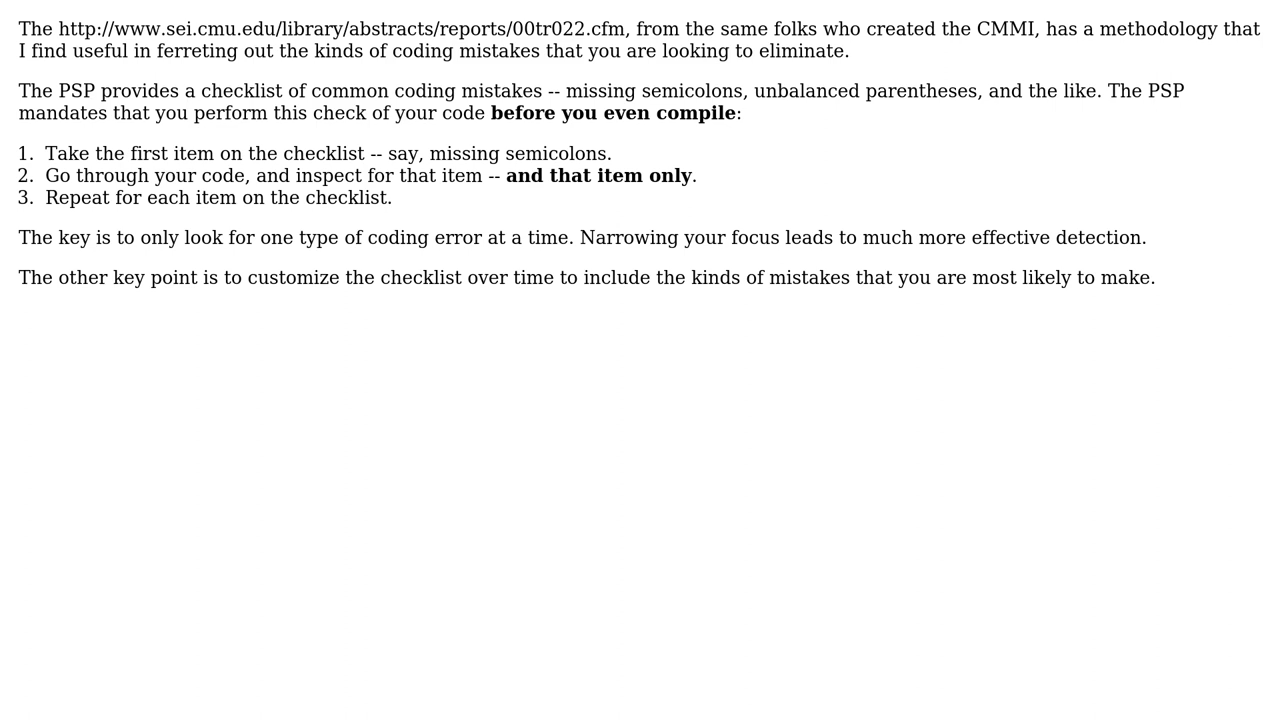 The http://www.sei.cmu.edu/library/abstracts/reports/00tr022.cfm, from the same folks who created the CMMI, has a methodology that
I find useful in ferreting out the kinds of coding mistakes that you are looking to eliminate.
The PSP provides a checklist of common coding mistakes -- missing semicolons, unbalanced parentheses, and the like. The PSP
mandates that you perform this check of your code before you even compile:
1. Take the first item on the checklist -- say, missing semicolons.
2. Go through your code, and inspect for that item -- and that item only.
3. Repeat for each item on the checklist.
The key is to only look for one type of coding error at a time. Narrowing your focus leads to much more effective detection.
The other key point is to customize the checklist over time to include the kinds of mistakes that you are most likely to make.